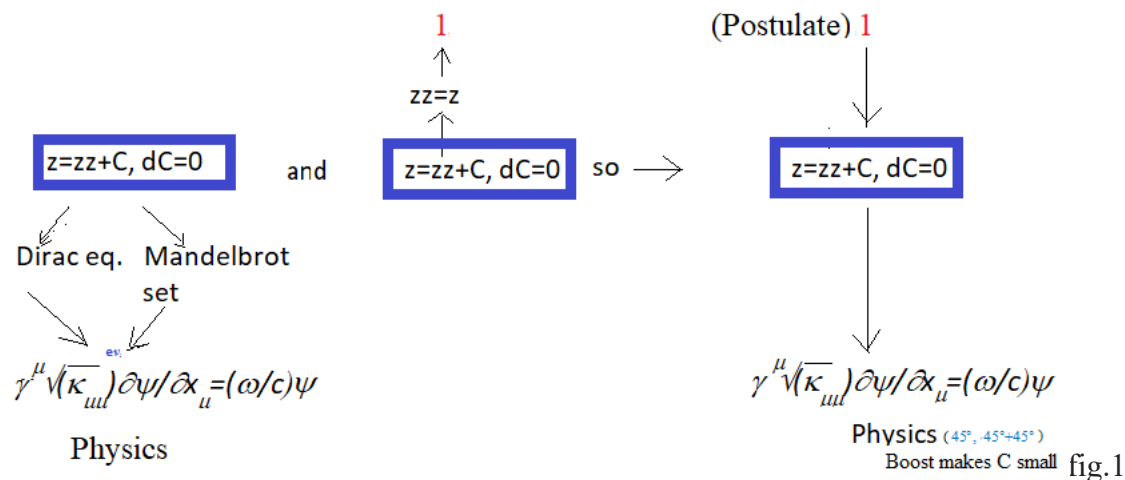 1
(Postulate) 1
zz=z
z=zz+C, dC=0
and
z=zz+C, dC=0
so
z=zz+C, dC=0
Dirac eq.
Mandelbrot
set
γ^μ√(κ_μμ)∂ψ/∂x_μ=(ω/c)ψ
γ^μ√(κ_μμ)∂ψ/∂x_μ=(ω/c)ψ
Physics
Physics (45°, 45°+45°)
Boost makes C small
fig.1